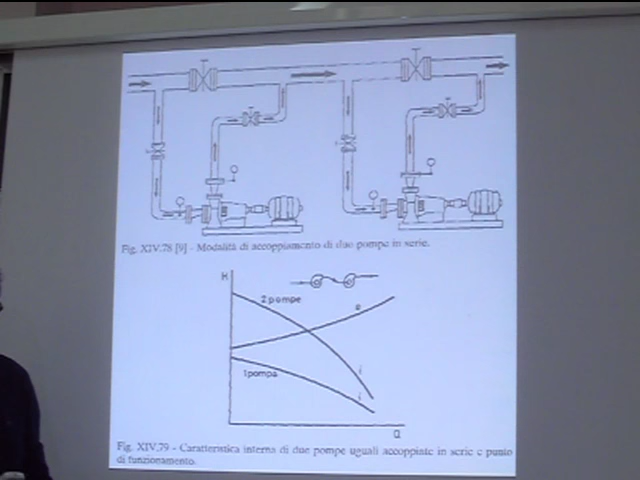 Fig. XIV.78 [9] - Modalità di accoppiamento di due pompe in serie.
H
2 pompe
e
1 pompa
i
i
Q
Fig. XIV.79 - Caratteristica interna di due pompe uguali accoppiate in serie e punto
di funzionamento.